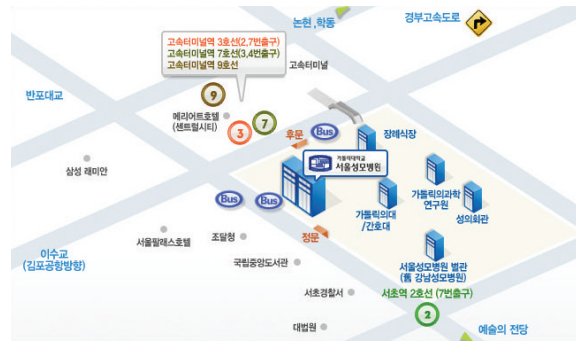 논현,학동
경부고속도로
고속터미널역 3호선(2,7번출구)
고속터미널역 7호선(3,4번출구)
고속터미널역 9호선
고속터미널
반포대교
9
메리어트호텔
(센트럴시티)
3
7
후문
Bus
장례식장
가톨릭대학교
서울성모병원
삼성 래미안
가톨릭의과학
연구원
성의회관
Bus
Bus
가톨릭의대
/간호대
서울팔래스호텔
조달청
정문
이수교
(김포공항방향)
국립중앙도서관
서울성모병원 별관
(舊 강남성모병원)
서초경찰서
서초역 2호선 (7번출구)
2
대법원
예술의 전당